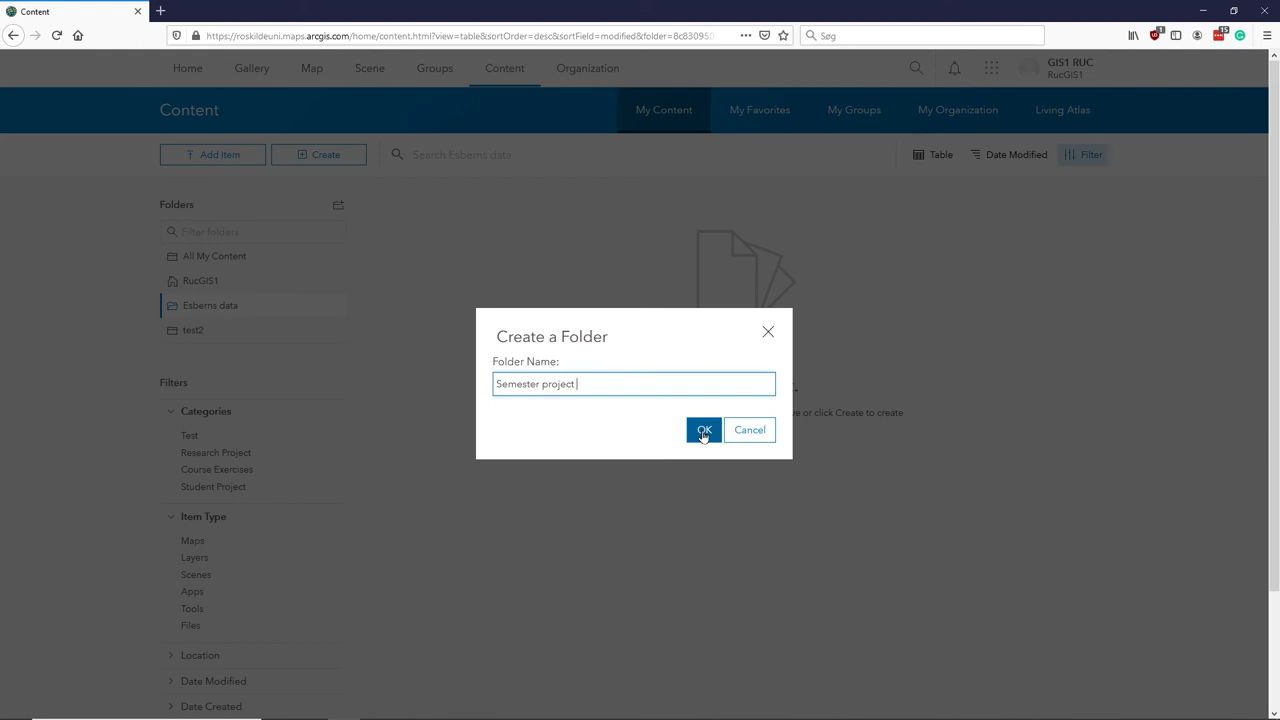 Content
https://roskildeuni.maps.arcgis.com/home/content.html?view=table&sortOrder=desc&sortField=modified&folder=8c83095D
Søg
Home
Gallery
Map
Scene
Groups
Content
Organization
GIS1 RUC
RucGIS1
Content
My Content
My Favorites
My Groups
My Organization
Living Atlas
Add Item
Create
Search Esberns data
Table
Date Modified
Filter
Folders
Filter folders
All My Content
RucGIS1
Esberns data
test2
Create a Folder
Folder Name:
Semester project
OK
Cancel
ve or click Create to create
Filters
Categories
Test
Research Project
Course Exercises
Student Project
Item Type
Maps
Layers
Scenes
Apps
Tools
Files
Location
Date Modified
Date Created